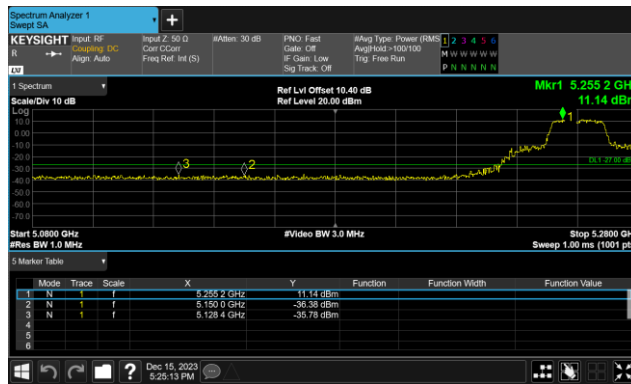 Spectrum Analyzer 1
Swept SA
+
KEYSIGHT
R
LXI
Input: RF
Coupling: DC
Align: Auto
Input Z: 50 Ω
Corr CCorr
Freq Ref: Int (S)
#Atten: 30 dB
PNO: Fast
Gate: Off
IF Gain: Low
Sig Track: Off
#Avg Type: Power (RMS
Avg|Hold:>100/100
Trig: Free Run
1 2 3 4 5 6
M W W W W W
P N N N N N
1 Spectrum
Scale/Div 10 dB
Ref Lvl Offset 10.40 dB
Ref Level 20.00 dBm
Mkr1 5.255 2 GH
11.14 dBr
Log
10.0
0.00
-10.0
-20.0
-30.0
-40.0
-50.0
-60.0
-70.0
1
2
3
DL1 -27.00 dB
Start 5.0800 GHz
#Res BW 1.0 MHz
#Video BW 3.0 MHz
Stop 5.2800 GH
Sweep 1.00 ms (1001 pt
5 Marker Table
Mode Trace Scale X Y Function Function Width Function Value
1 N 1 f 5.255 2 GHz 11.14 dBm
2 N 1 f 5.150 0 GHz -36.38 dBm
3 N 1 f 5.128 4 GHz -35.78 dBm
4
5
6
?
Dec 15, 2023
5:25:13 PM